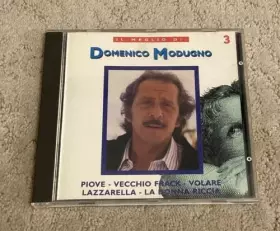 IL MEGLIO DI:
3
DOMENICO MODUGNO
PIOVE - VECCHIO FRACK - VOLARE
LAZZARELLA - LA DONNA RICCIA